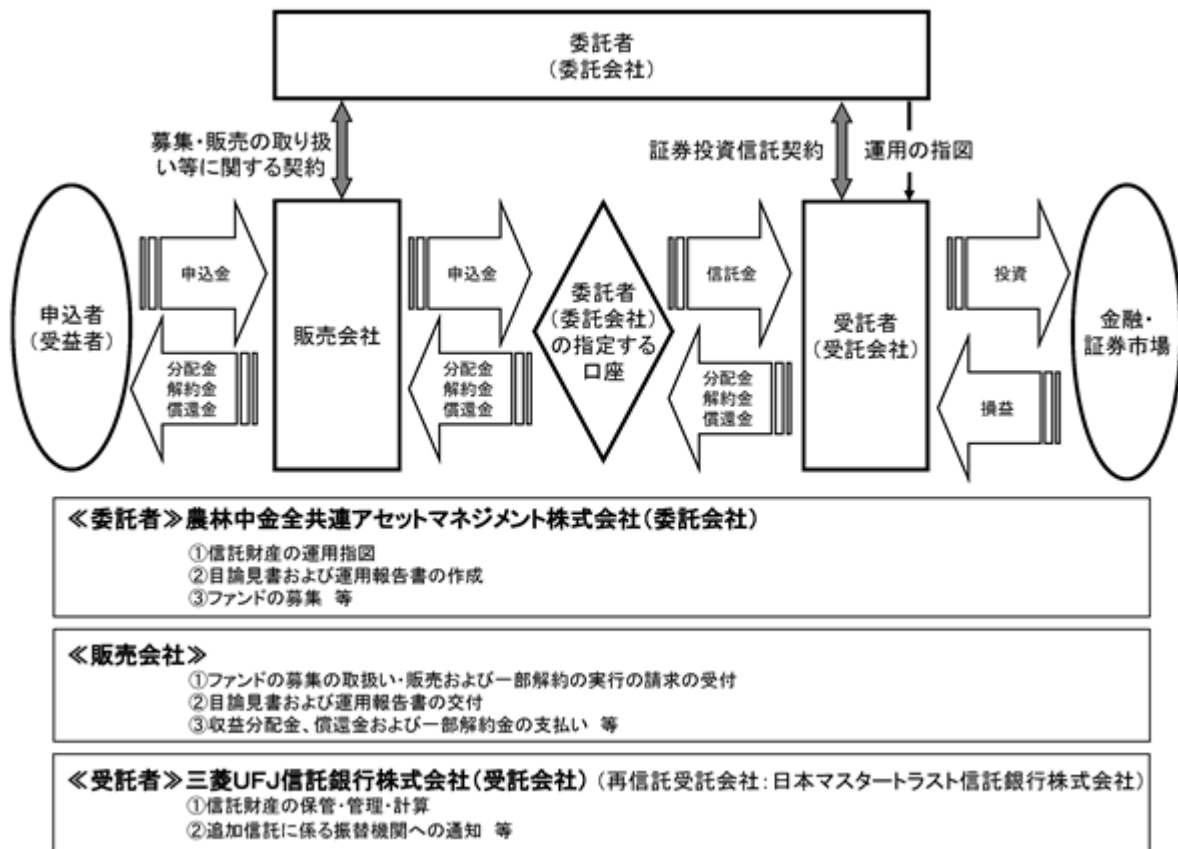 委託者
(委託会社)
募集・販売の取り扱
い等に関する契約
証券投資信託契約
運用の指図
申込者
(受益者)
申込金
分配金
解約金
償還金
販売会社
申込金
分配金
解約金
償還金
委託者
(委託会社)
の指定する
口座
信託金
分配金
解約金
償還金
受託者
(受託会社)
投資
損益
金融・
証券市場
≪委託者≫農林中金全共連アセットマネジメント株式会社(委託会社)
①信託財産の運用指図
②目論見書および運用報告書の作成
③ファンドの募集 等
≪販売会社≫
①ファンドの募集の取扱い・販売および一部解約の実行の請求の受付
②目論見書および運用報告書の交付
③収益分配金、償還金および一部解約金の支払い 等
≪受託者≫三菱UFJ信託銀行株式会社(受託会社) (再信託受託会社:日本マスタートラスト信託銀行株式会社)
①信託財産の保管・管理・計算
②追加信託に係る振替機関への通知 等